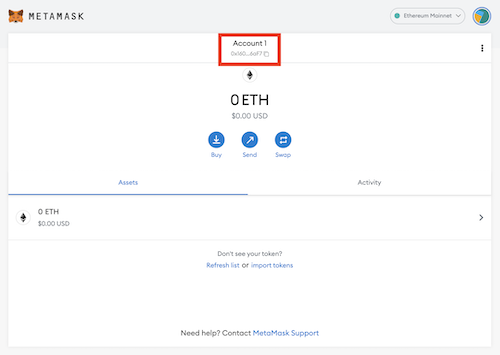 METAMASK
Ethereum Mainnet
Account 1
0x160...6aF7
0 ETH
$0.00 USD
Buy Send Swap
Assets Activity
0 ETH
$0.00 USD
Don't see your token?
Refresh list or import tokens
Need help? Contact MetaMask Support